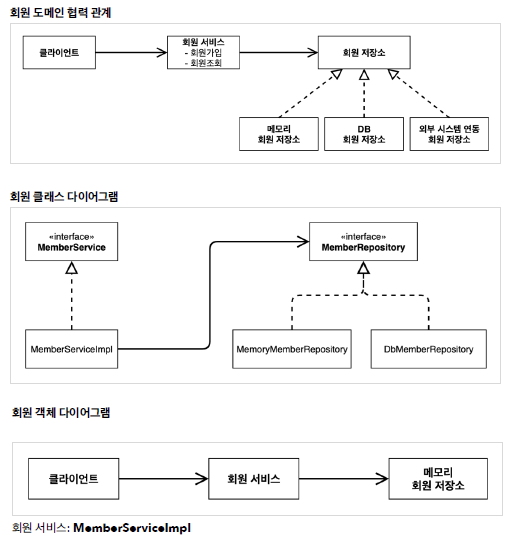 회원 도메인 협력 관계
클라이언트
회원 서비스
- 회원가입
- 회원조회
회원 저장소
메모리
회원 저장소
DB
회원 저장소
외부 시스템 연동
회원 저장소
회원 클래스 다이어그램
«interface»
MemberService
«interface»
MemberRepository
MemberServiceImpl
MemoryMemberRepository
DbMemberRepository
회원 객체 다이어그램
클라이언트
회원 서비스
메모리
회원 저장소
회원 서비스: MemberServiceImpl